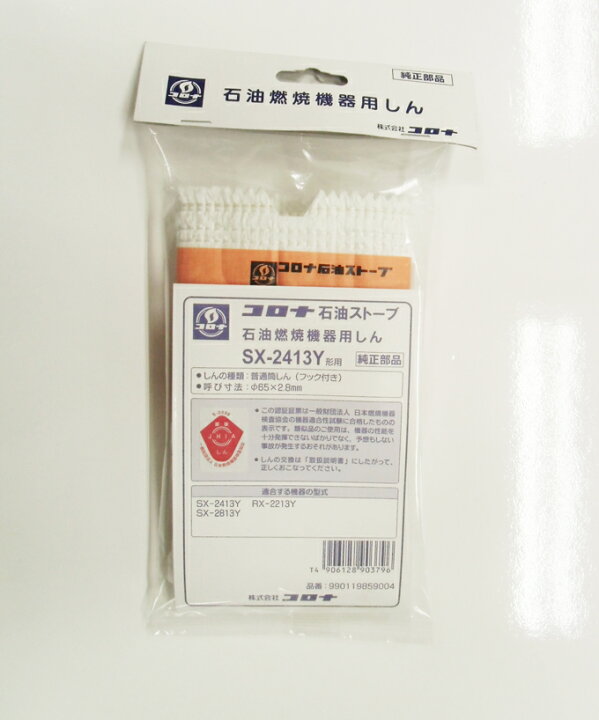 コロナ
石油燃焼機器用しん
純正部品
株式会社 コロナ
コロナ石油ストーブ
コロナ
コロナ 石油ストーブ
石油燃焼機器用しん
SX-2413Y 形用 純正部品
●しんの種類：普通筒しん（フック付き）
●呼び寸法：φ65×2.8mm
JHIA
しん
●この認証証票は一般財団法人 日本燃焼機器
検査協会の機器適合性試験に合格したものの
表示です。類似品のご使用は、機器の性能を
十分発揮できないばかりでなく、予想もしない
事故が発生するおそれがあります。
●しんの交換は「取扱説明書」にしたがって、
正しくおこなってください。
適合する機器の型式
SX-2413Y RX-2213Y
SX-2813Y
T4 906128 903796
品番：990119859004
株式会社 コロナ